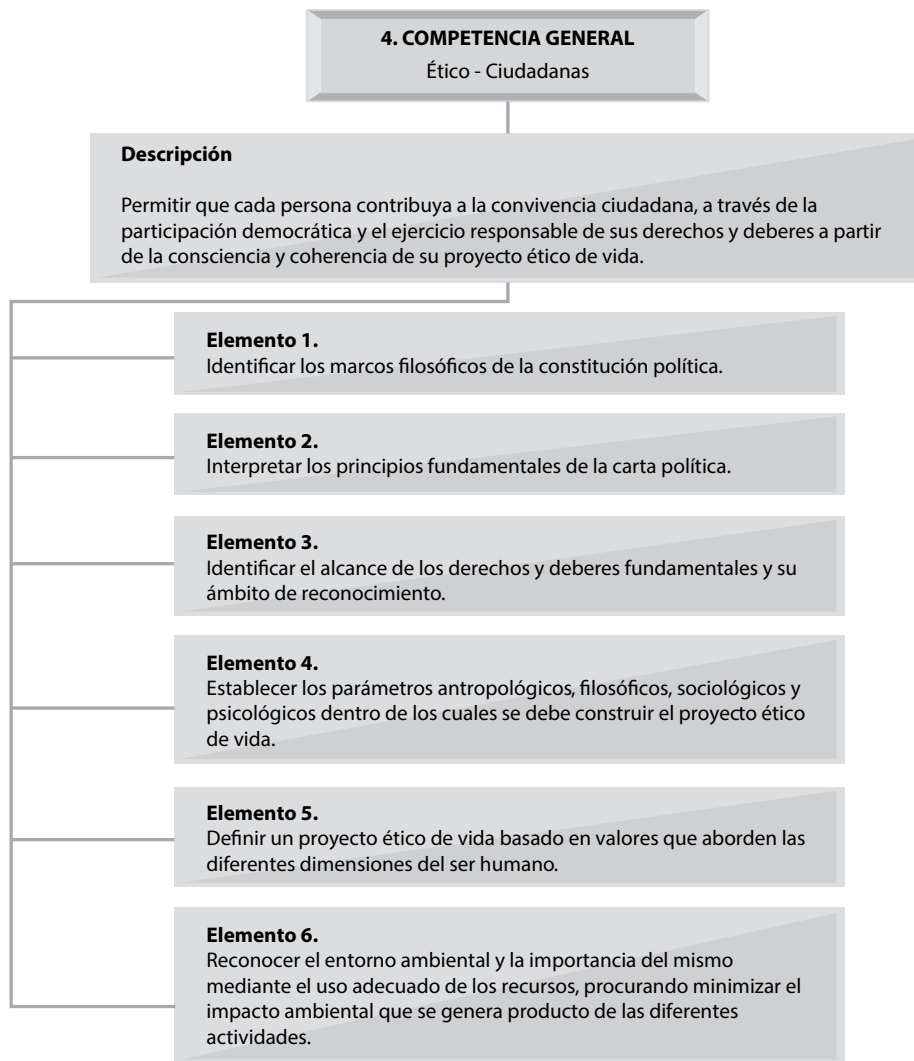 4. COMPETENCIA GENERAL
Ético - Ciudadanas
Descripción
Permitir que cada persona contribuya a la convivencia ciudadana, a través de la
participación democrática y el ejercicio responsable de sus derechos y deberes a partir
de la consciencia y coherencia de su proyecto ético de vida.
Elemento 1.
Identificar los marcos filosóficos de la constitución política.
Elemento 2.
Interpretar los principios fundamentales de la carta política.
Elemento 3.
Identificar el alcance de los derechos y deberes fundamentales y su
ámbito de reconocimiento.
Elemento 4.
Establecer los parámetros antropológicos, filosóficos, sociológicos y
psicológicos dentro de los cuales se debe construir el proyecto ético
de vida.
Elemento 5.
Definir un proyecto ético de vida basado en valores que aborden las
diferentes dimensiones del ser humano.
Elemento 6.
Reconocer el entorno ambiental y la importancia del mismo
mediante el uso adecuado de los recursos, procurando minimizar el
impacto ambiental que se genera producto de las diferentes
actividades.